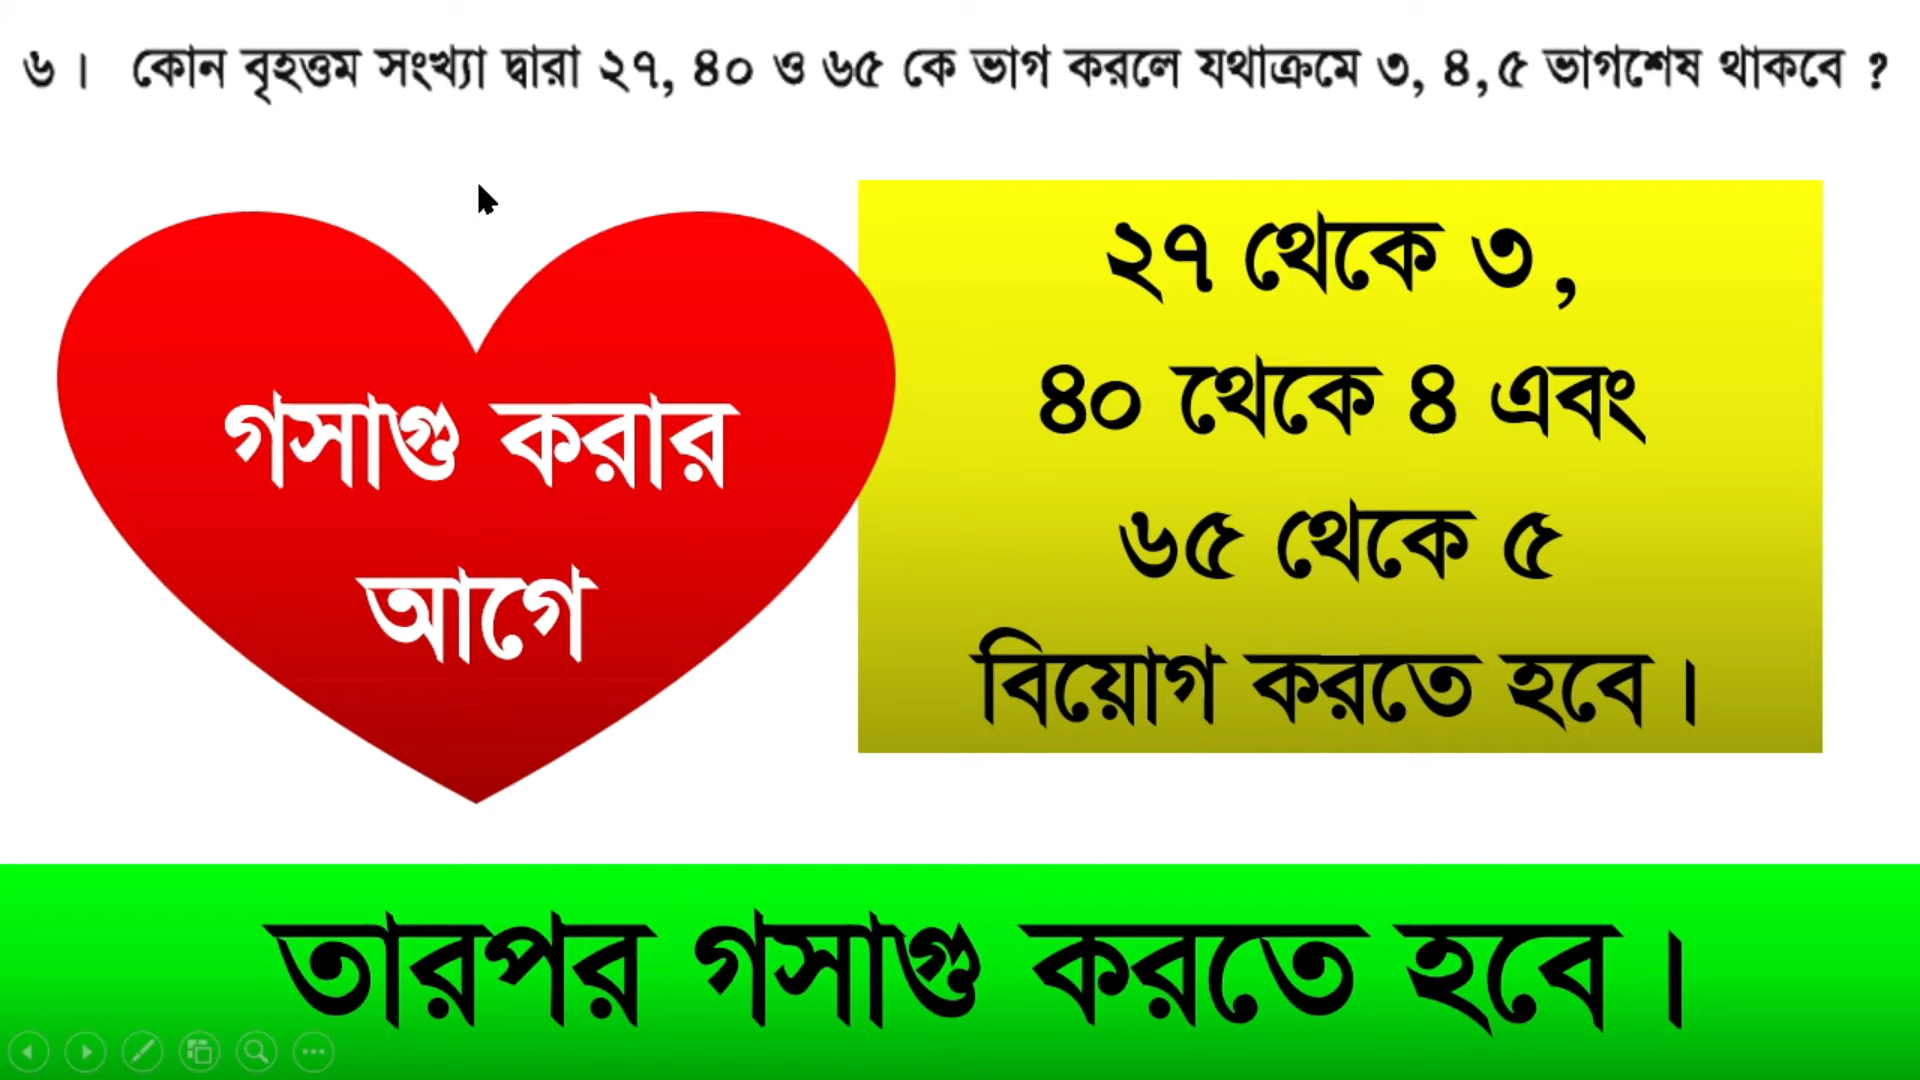 ৬। কোন বৃহত্তম সংখ্যা দ্বারা ২৭, ৪০ ও ৬৫ কে ভাগ করলে যথাক্রমে ৩, ৪,৫ ভাগশেষ থাকবে ?
গসাগু করার
আগে
২৭ থেকে ৩,
৪০ থেকে ৪ এবং
৬৫ থেকে ৫
বিয়োগ করতে হবে।
তারপর গসাগু করতে হবে।